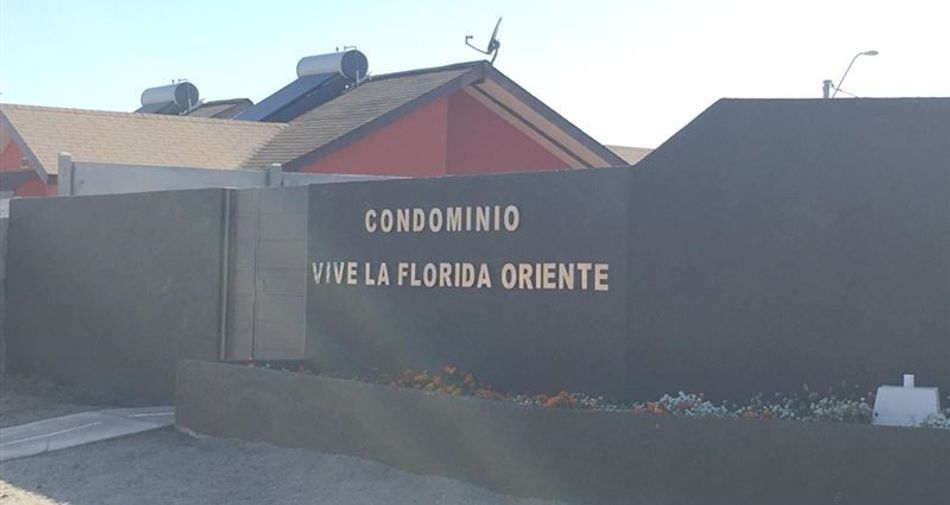 CONDOMINIO
VIVE LA FLORIDA ORIENTE